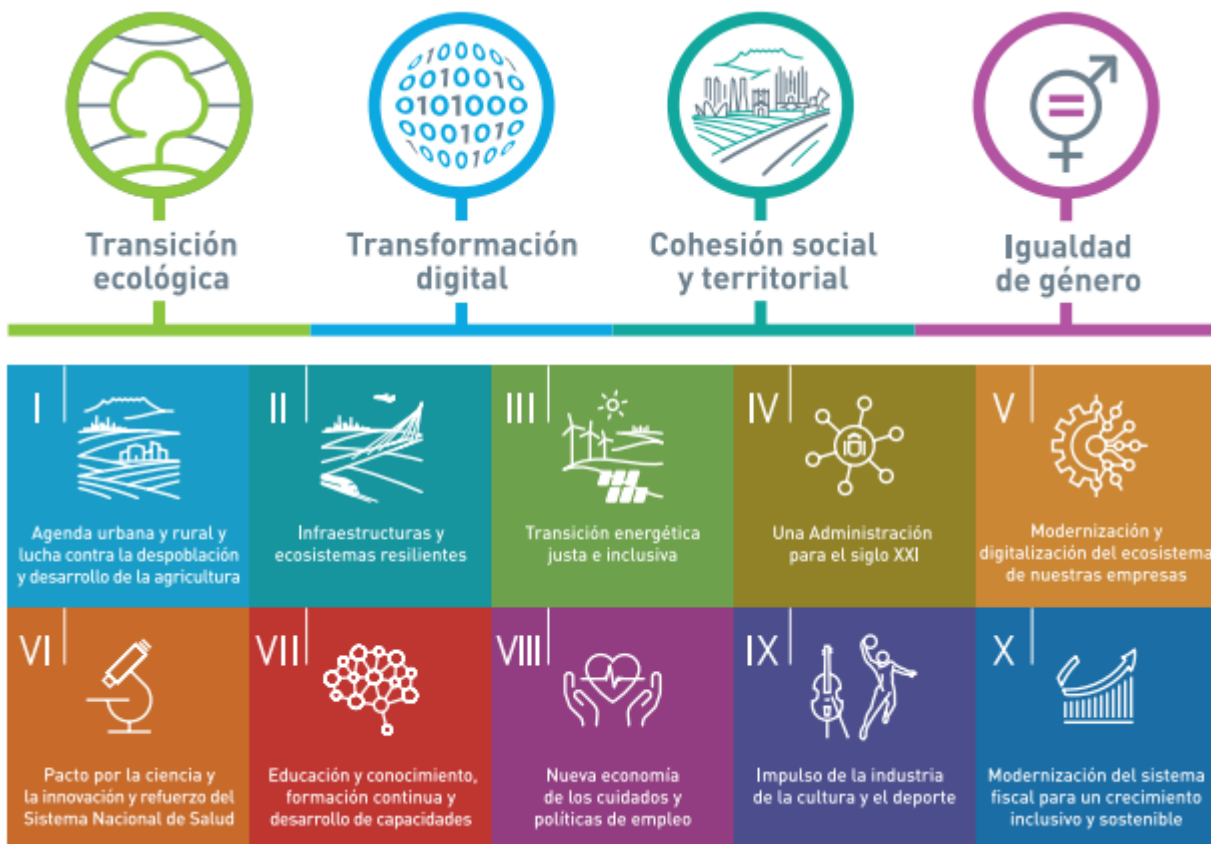 Transición
ecológica
Transformación
digital
Cohesión social
y territorial
Igualdad
de género
I
Agenda urbana y rural y
lucha contra la despoblación
y desarrollo de la agricultura
II
Infraestructuras y
ecosistemas resilientes
III
Transición energética
justa e inclusiva
IV
Una Administración
para el siglo XXI
V
Modernización y
digitalización del ecosistema
de nuestras empresas
VI
Pacto por la ciencia y
la innovación y refuerzo del
Sistema Nacional de Salud
VII
Educación y conocimiento,
formación continua y
desarrollo de capacidades
VIII
Nueva economía
de los cuidados y
políticas de empleo
IX
Impulso de la industria
de la cultura y el deporte
X
Modernización del sistema
fiscal para un crecimiento
inclusivo y sostenible